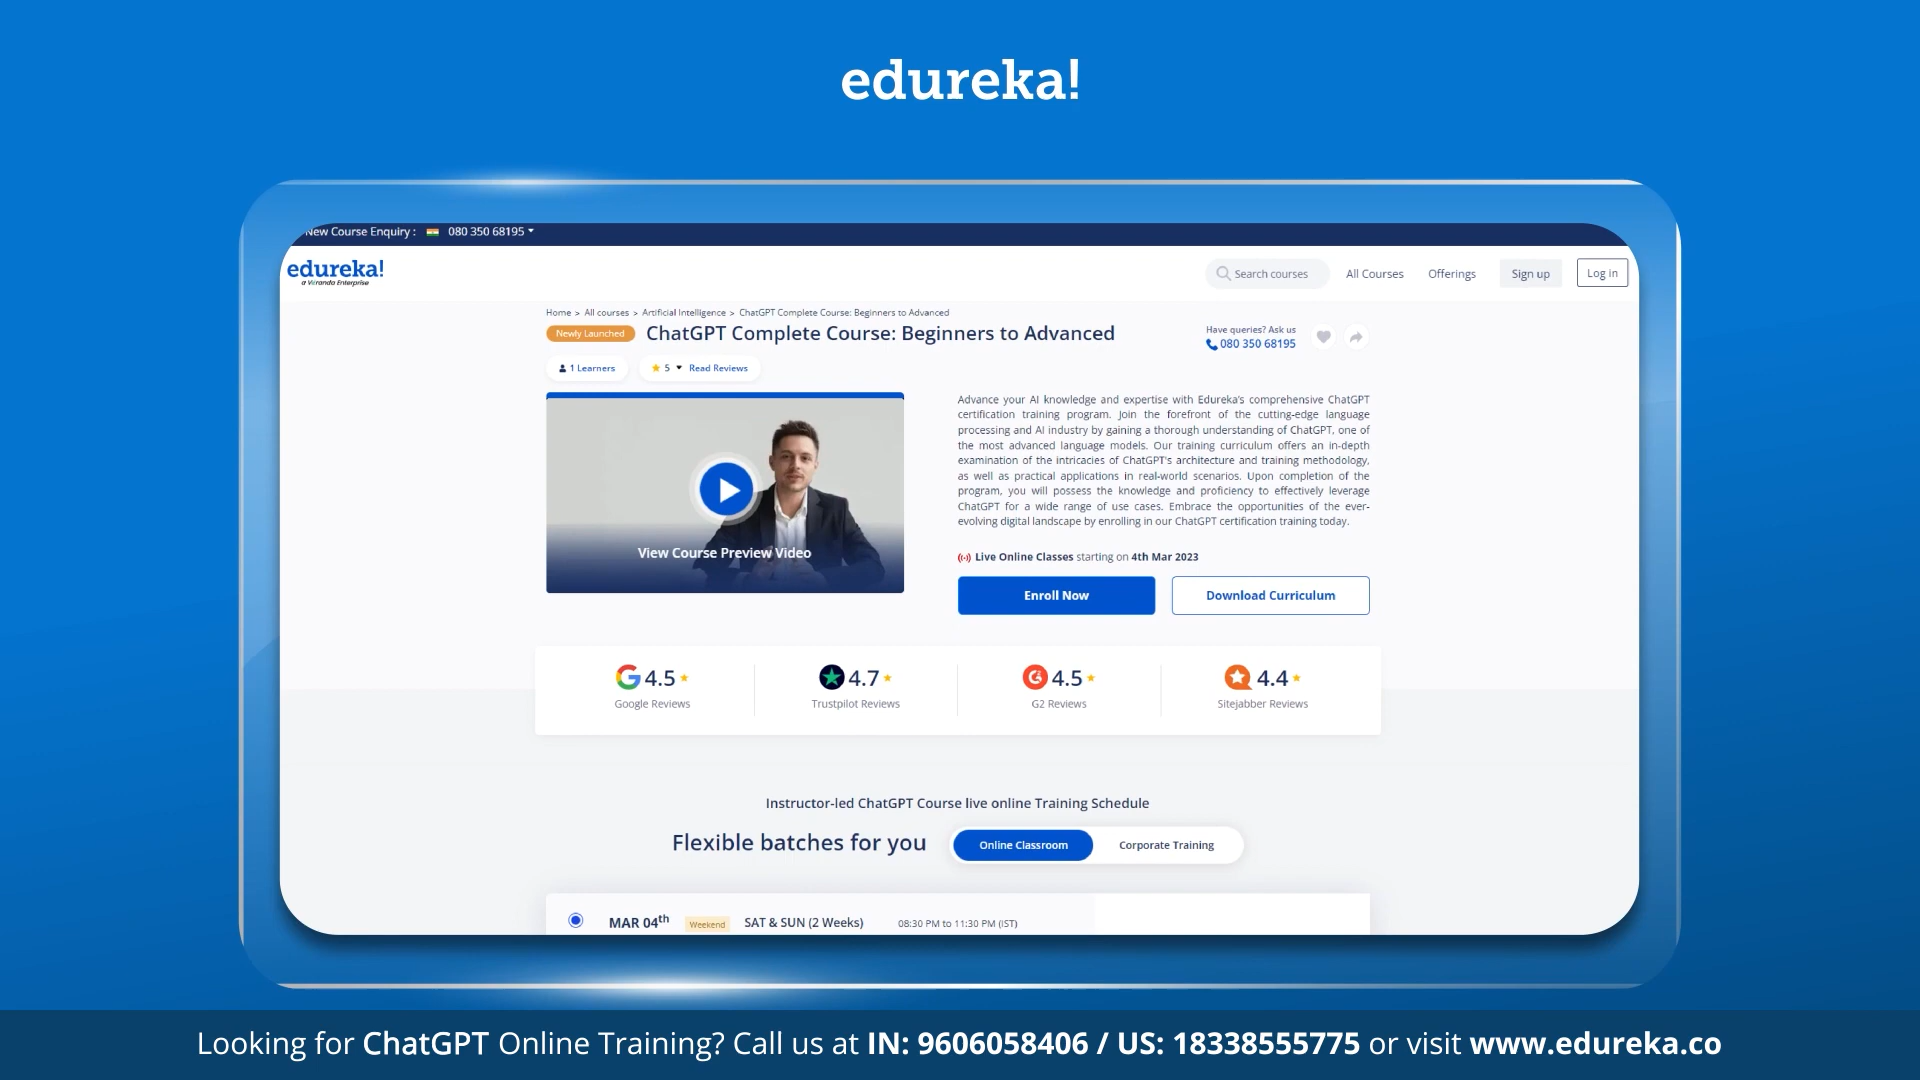 edureka!
New Course Enquiry : 080 350 68195
edureka!
a Veranda Enterprise
Search courses
All Courses
Offerings
Sign up
Log in
Home > All courses > Artificial Intelligence > ChatGPT Complete Course: Beginners to Advanced
Newly Launched
ChatGPT Complete Course: Beginners to Advanced
Have queries? Ask us
080 350 68195
1 Learners
5
Read Reviews
View Course Preview Video
Advance your AI knowledge and expertise with Edureka's comprehensive ChatGPT
certification training program. Join the forefront of the cutting-edge language
processing and AI industry by gaining a thorough understanding of ChatGPT, one of
the most advanced language models. Our training curriculum offers an in-depth
examination of the intricacies of ChatGPT's architecture and training methodology,
as well as practical applications in real-world scenarios. Upon completion of the
program, you will possess the knowledge and proficiency to effectively leverage
ChatGPT for a wide range of use cases. Embrace the opportunities of the ever-
evolving digital landscape by enrolling in our ChatGPT certification training today.
Live Online Classes starting on 4th Mar 2023
Enroll Now
Download Curriculum
4.5
Google Reviews
4.7
Trustpilot Reviews
4.5
G2 Reviews
4.4
Sitejabber Reviews
Instructor-led ChatGPT Course live online Training Schedule
Flexible batches for you
Online Classroom
Corporate Training
MAR 04th
Weekend
SAT & SUN (2 Weeks)
08:30 PM to 11:30 PM (IST)
Looking for ChatGPT Online Training? Call us at IN: 9606058406 / US: 18338555775 or visit www.edureka.co